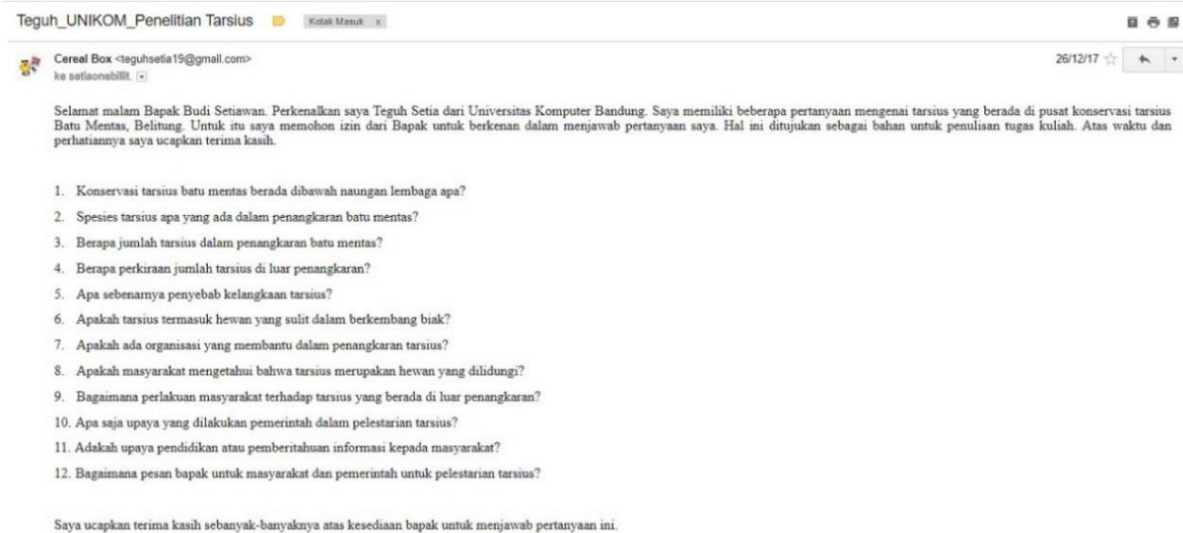 Teguh_UNIKOM_Penelitian Tarsius Kotak Masuk x
Cereal Box <teguhsetia19@gmail.com> 26/12/17
ke setiaonebillit.
Selamat malam Bapak Budi Setiawan. Perkenalkan saya Teguh Setia dari Universitas Komputer Bandung. Saya memiliki beberapa pertanyaan mengenai tarsius yang berada di pusat konservasi tarsius
Batu Mentas, Belitung. Untuk itu saya memohon izin dari Bapak untuk berkenan dalam menjawab pertanyaan saya. Hal ini ditujukan sebagai bahan untuk penulisan tugas kuliah. Atas waktu dan
perhatiannya saya ucapkan terima kasih.
1. Konservasi tarsius batu mentas berada dibawah naungan lembaga apa?
2. Spesies tarsius apa yang ada dalam penangkaran batu mentas?
3. Berapa jumlah tarsius dalam penangkaran batu mentas?
4. Berapa perkiraan jumlah tarsius di luar penangkaran?
5. Apa sebenarnya penyebab kelangkaan tarsius?
6. Apakah tarsius termasuk hewan yang sulit dalam berkembang biak?
7. Apakah ada organisasi yang membantu dalam penangkaran tarsius?
8. Apakah masyarakat mengetahui bahwa tarsius merupakan hewan yang dilidungi?
9. Bagaimana perlakuan masyarakat terhadap tarsius yang berada di luar penangkaran?
10. Apa saja upaya yang dilakukan pemerintah dalam pelestarian tarsius?
11. Adakah upaya pendidikan atau pemberitahuan informasi kepada masyarakat?
12. Bagaimana pesan bapak untuk masyarakat dan pemerintah untuk pelestarian tarsius?
Saya ucapkan terima kasih sebanyak-banyaknya atas kesediaan bapak untuk menjawab pertanyaan ini.